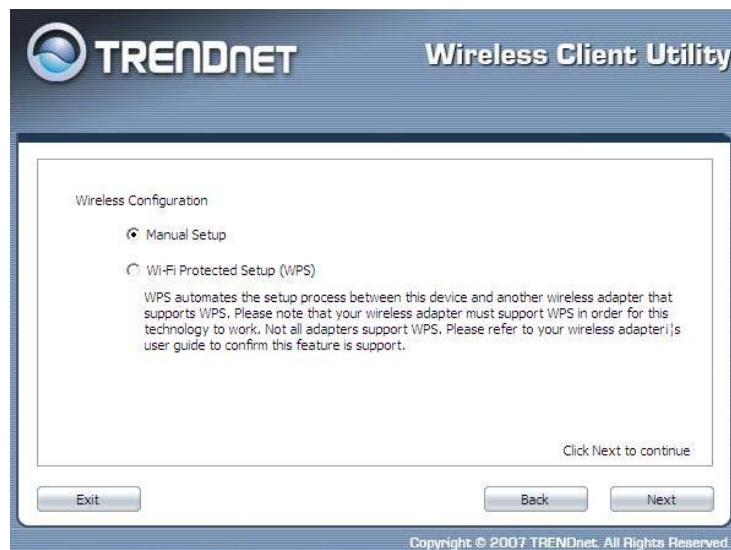 TRENDNET
Wireless Client Utility
Wireless Configuration
Manual Setup
Wi-Fi Protected Setup (WPS)
WPS automates the setup process between this device and another wireless adapter that
supports WPS. Please note that your wireless adapter must support WPS in order for this
technology to work. Not all adapters support WPS. Please refer to your wireless adapteri¦s
user guide to confirm this feature is support.
Click Next to continue
Exit
Back
Next
Copyright © 2007 TRENDnet. All Rights Reserved.